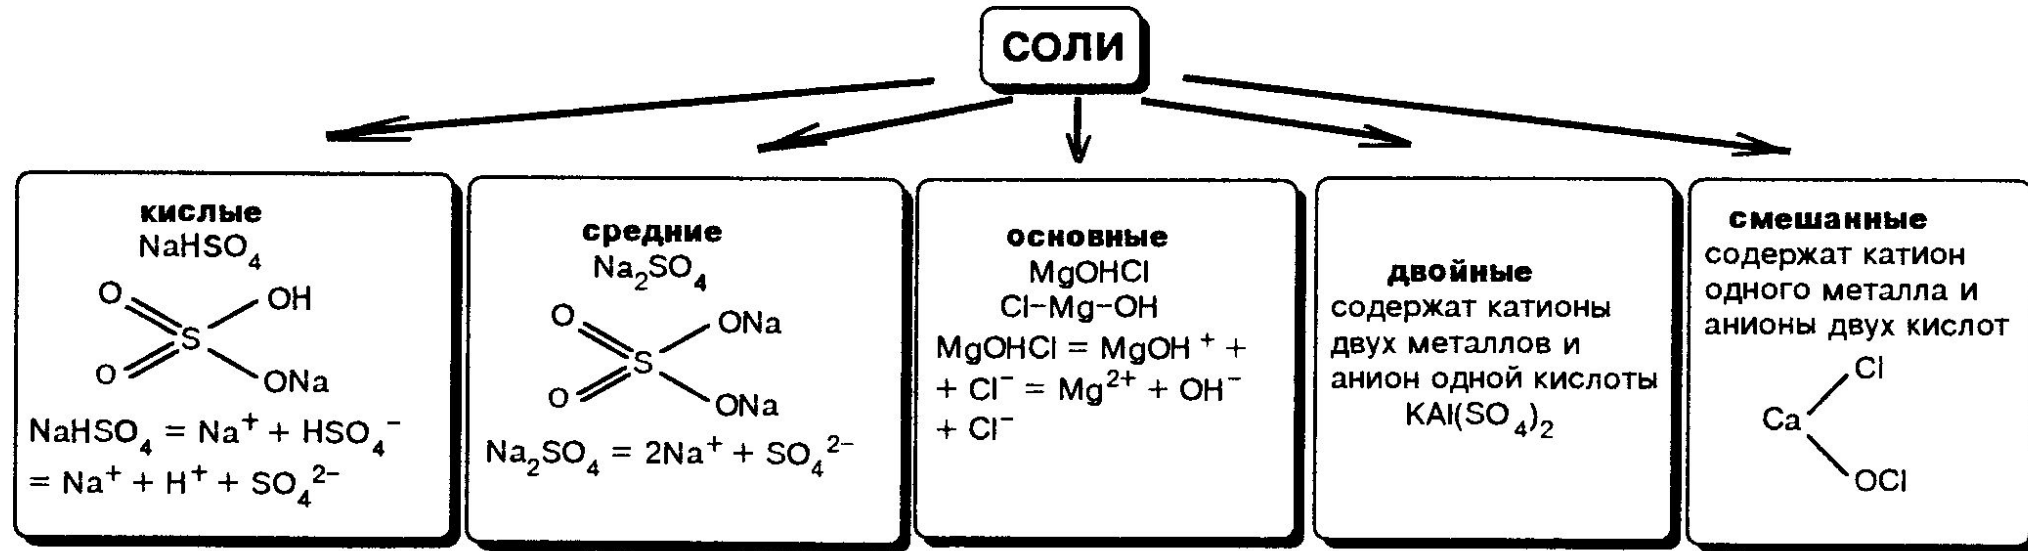 СОЛИ
кислые
NaHSO₄
O
OH
S
O
ONa
NaHSO₄ = Na⁺ + HSO₄⁻
= Na⁺ + H⁺ + SO₄²⁻
средние
Na₂SO₄
O
ONa
S
O
ONa
Na₂SO₄ = 2Na⁺ + SO₄²⁻
основные
MgOHCl
Cl–Mg–OH
MgOHCl = MgOH⁺ +
+ Cl⁻ = Mg²⁺ + OH⁻
+ Cl⁻
двойные
содержат катионы
двух металлов и
анион одной кислоты
KAl(SO₄)₂
смешанные
содержат катион
одного металла и
анионы двух кислот
Cl
Ca
OCl